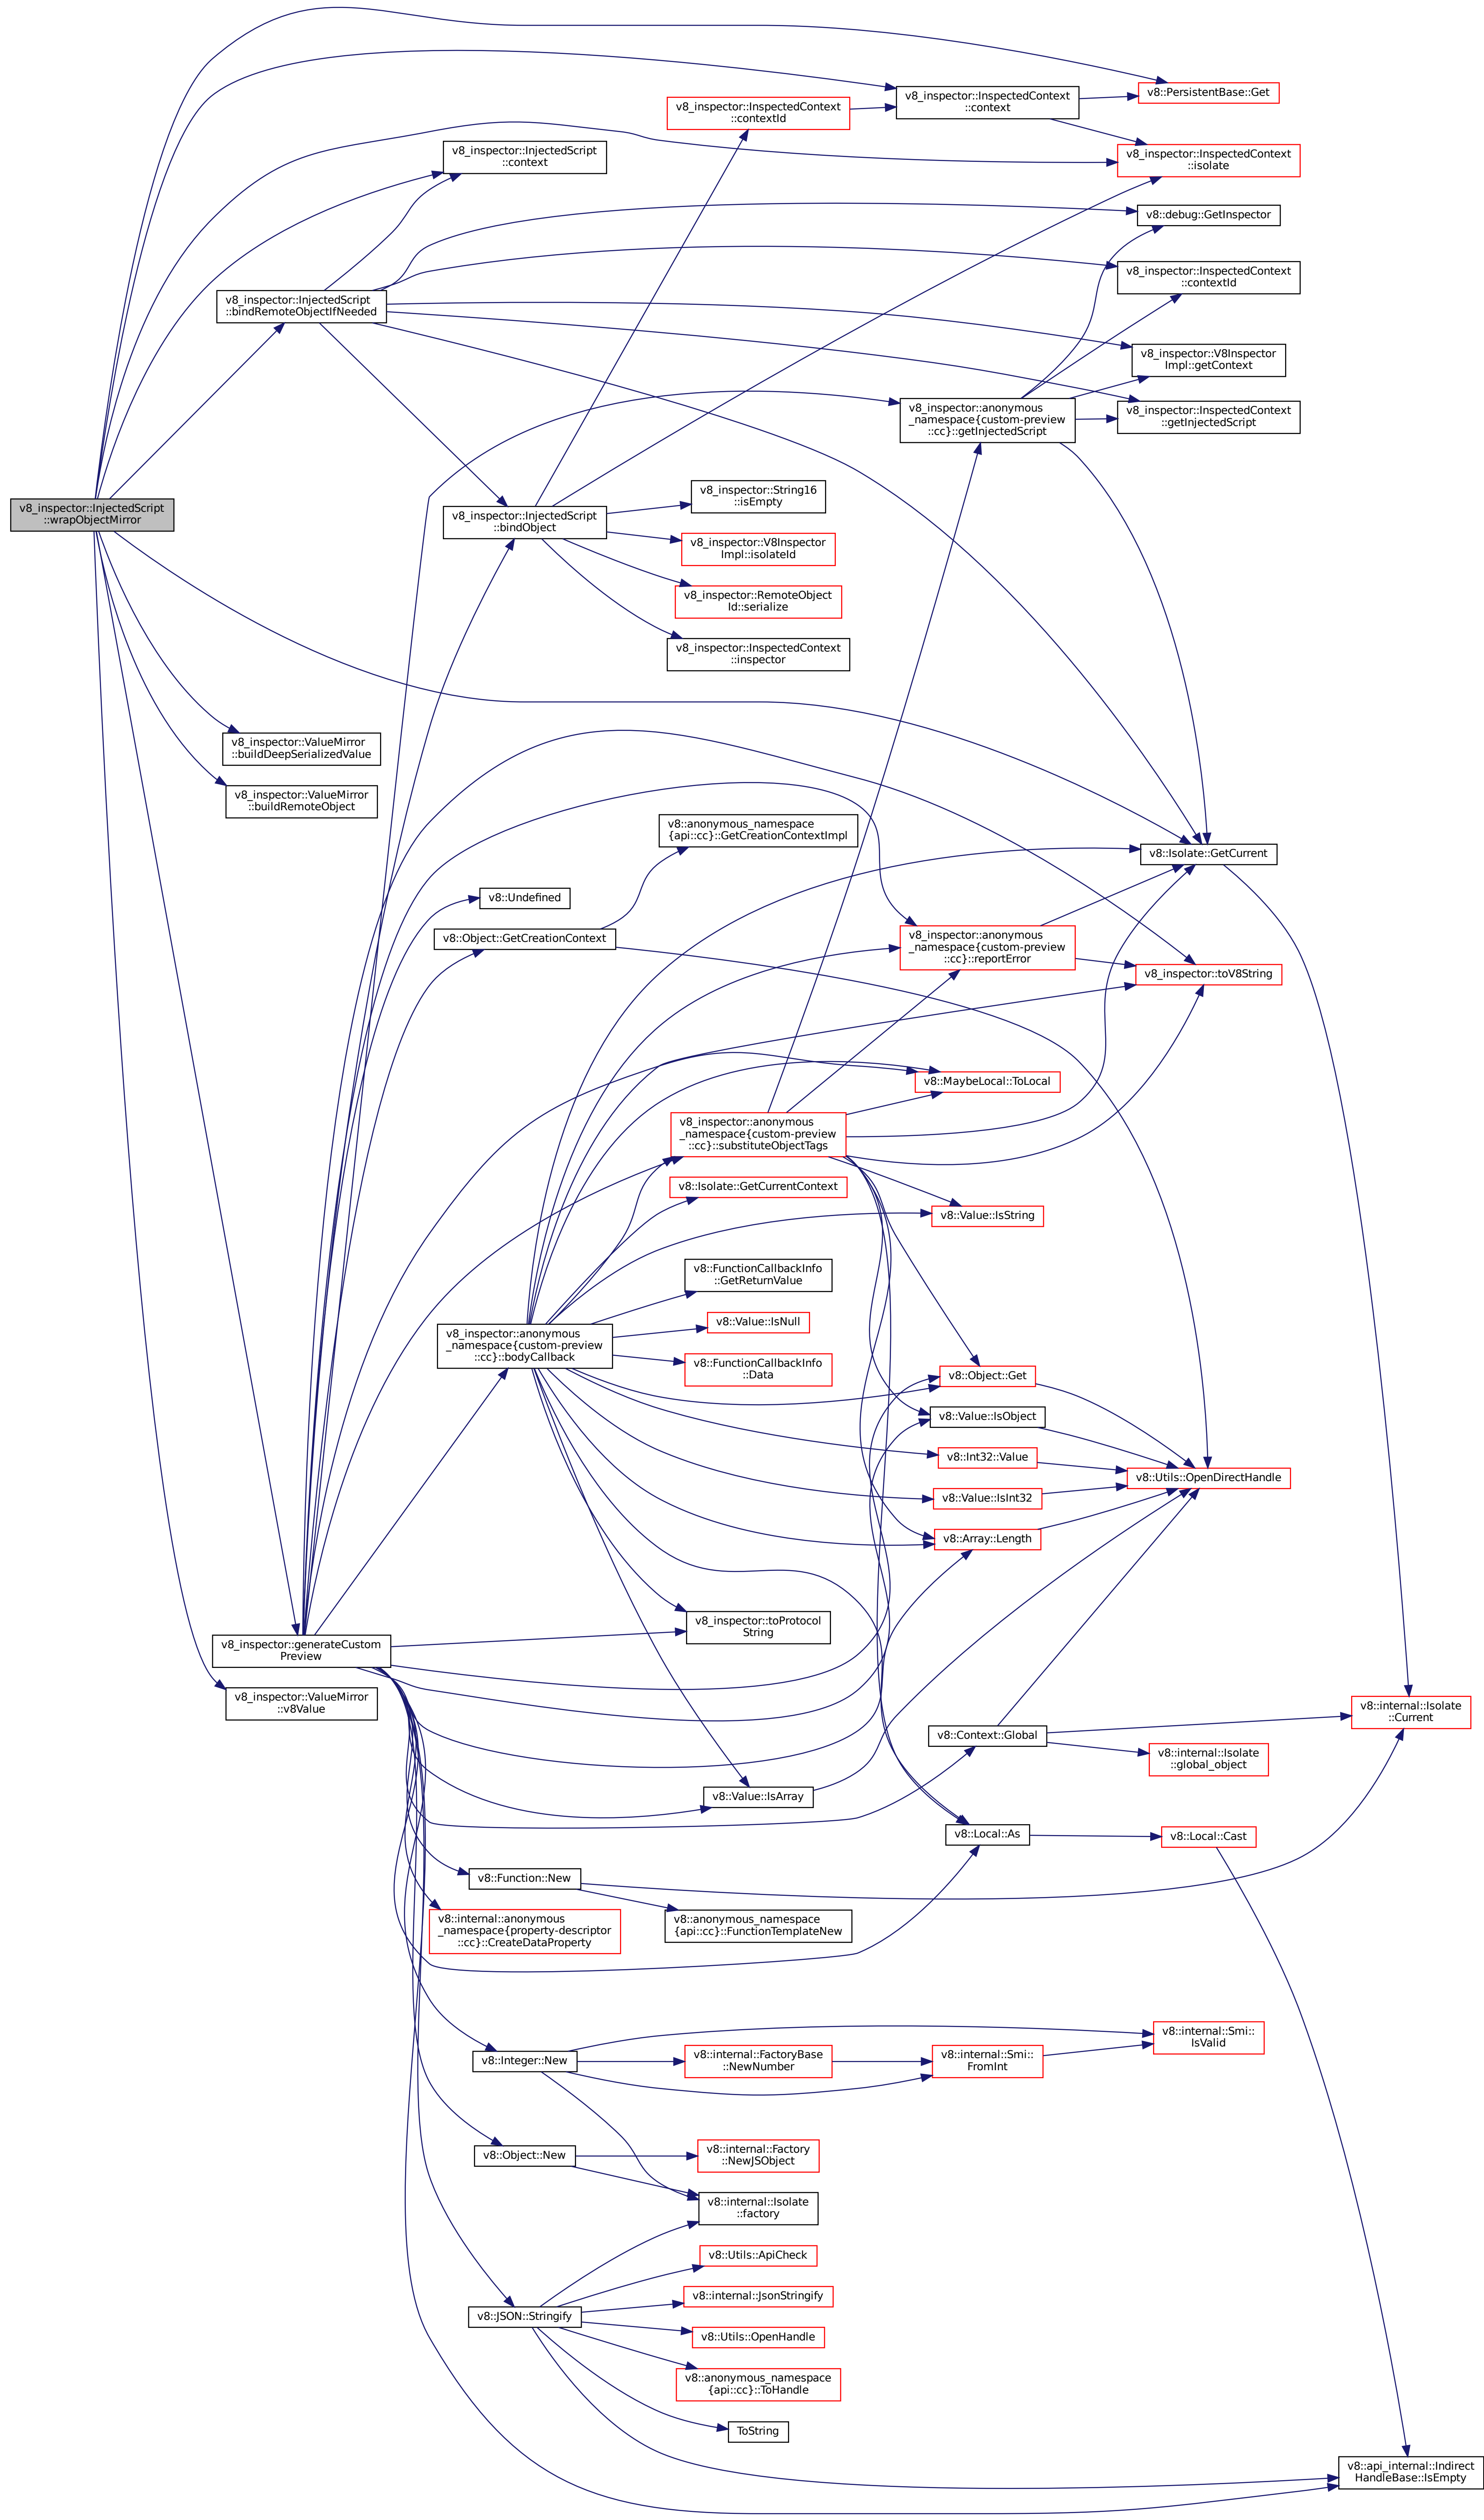 v8::PersistentBase::Get
v8_inspector::InspectedContext
::context
v8_inspector::InspectedContext
::contextId
v8_inspector::InjectedScript
::context
v8_inspector::InspectedContext
::isolate
v8::debug::GetInspector
v8_inspector::InspectedContext
::contextId
v8_inspector::InjectedScript
::bindRemoteObjectIfNeeded
v8_inspector::V8Inspector
Impl::getContext
v8_inspector::anonymous
_namespace{custom-preview
::cc}::getInjectedScript
v8_inspector::InspectedContext
::getInjectedScript
v8_inspector::InjectedScript
::wrapObjectMirror
v8_inspector::InjectedScript
::bindObject
v8_inspector::String16
::isEmpty
v8_inspector::V8Inspector
Impl::isolateId
v8_inspector::RemoteObject
Id::serialize
v8_inspector::InspectedContext
::inspector
v8_inspector::ValueMirror
::buildDeepSerializedValue
v8_inspector::ValueMirror
::buildRemoteObject
v8::anonymous_namespace
{api::cc}::GetCreationContextImpl
v8::Isolate::GetCurrent
v8::Undefined
v8::Object::GetCreationContext
v8_inspector::anonymous
_namespace{custom-preview
::cc}::reportError
v8_inspector::toV8String
v8::MaybeLocal::ToLocal
v8_inspector::anonymous
_namespace{custom-preview
::cc}::substituteObjectTags
v8::Isolate::GetCurrentContext
v8::Value::IsString
v8::FunctionCallbackInfo
::GetReturnValue
v8::Value::IsNull
v8_inspector::anonymous
_namespace{custom-preview
::cc}::bodyCallback
v8::FunctionCallbackInfo
::Data
v8::Object::Get
v8::Value::IsObject
v8::Int32::Value
v8::Utils::OpenDirectHandle
v8::Value::IsInt32
v8::Array::Length
v8_inspector::toProtocol
String
v8_inspector::generateCustom
Preview
v8_inspector::ValueMirror
::v8Value
v8::internal::Isolate
::Current
v8::Context::Global
v8::internal::Isolate
::global_object
v8::Value::IsArray
v8::Local::As
v8::Local::Cast
v8::Function::New
v8::internal::anonymous
_namespace{property-descriptor
::cc}::CreateDataProperty
v8::anonymous_namespace
{api::cc}::FunctionTemplateNew
v8::internal::Smi::
IsValid
v8::Integer::New
v8::internal::FactoryBase
::NewNumber
v8::internal::Smi::
FromInt
v8::Object::New
v8::internal::Factory
::NewJSObject
v8::internal::Isolate
::factory
v8::Utils::ApiCheck
v8::internal::JsonStringify
v8::JSON::Stringify
v8::Utils::OpenHandle
v8::anonymous_namespace
{api::cc}::ToHandle
ToString
v8::api_internal::Indirect
HandleBase::IsEmpty